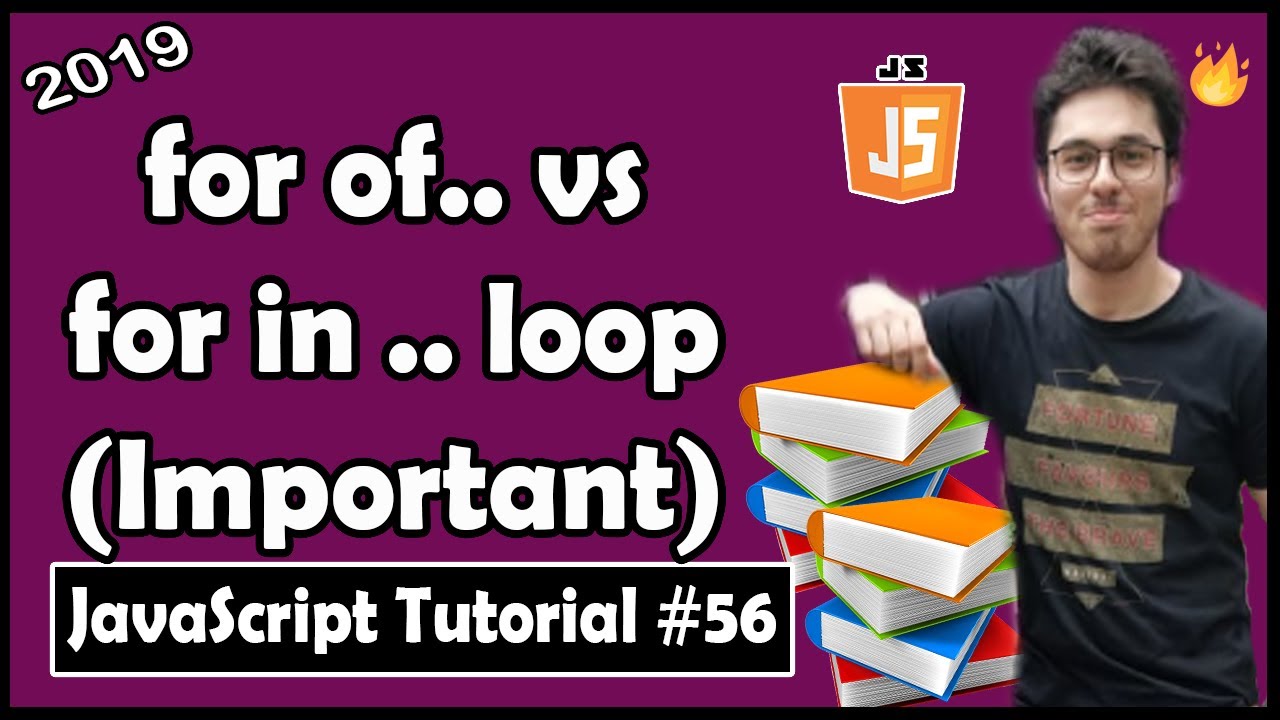 2019
for of.. vs
for in .. loop
(Important)
JavaScript Tutorial #56
JS
JS
FORTUNE
FAVOURS
THE BRAVE